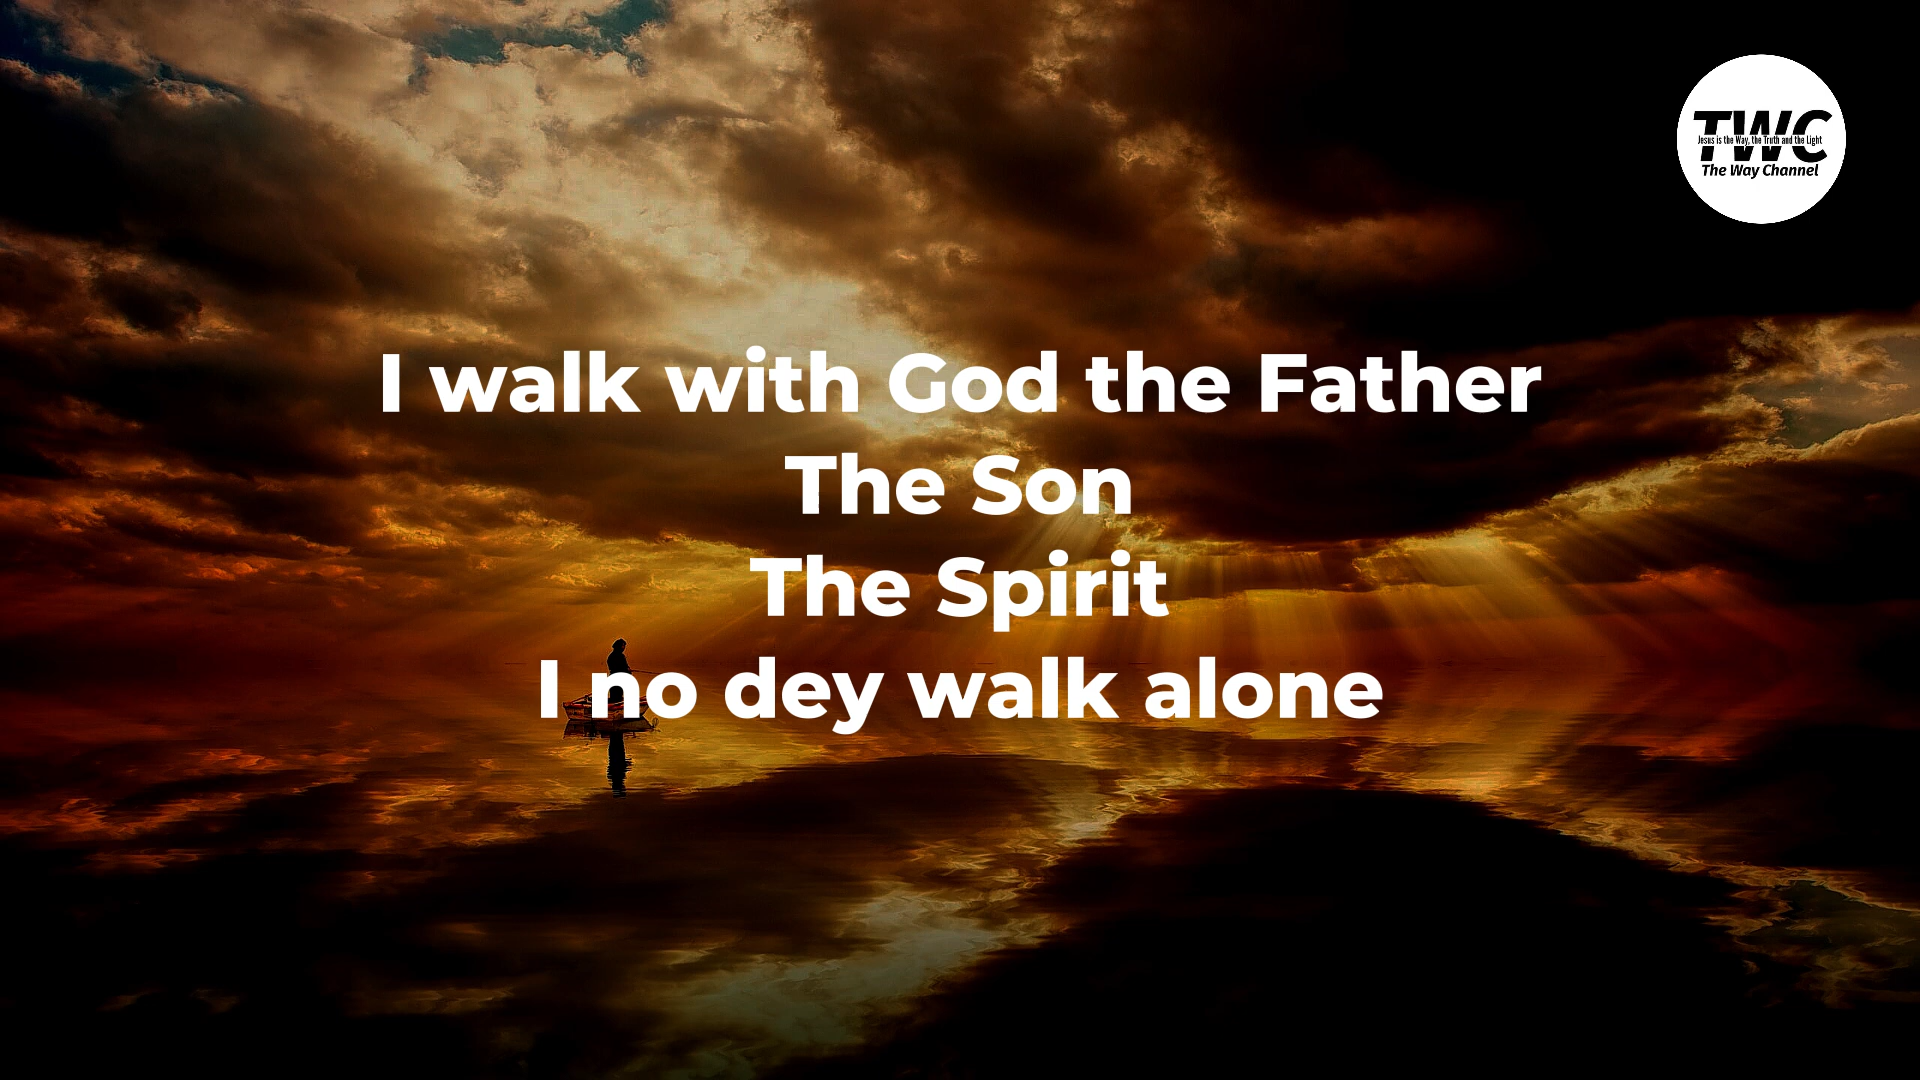 TWC
Jesus is the Way, the Truth and the Light
The Way Channel
I walk with God the Father
The Son
The Spirit
I no dey walk alone